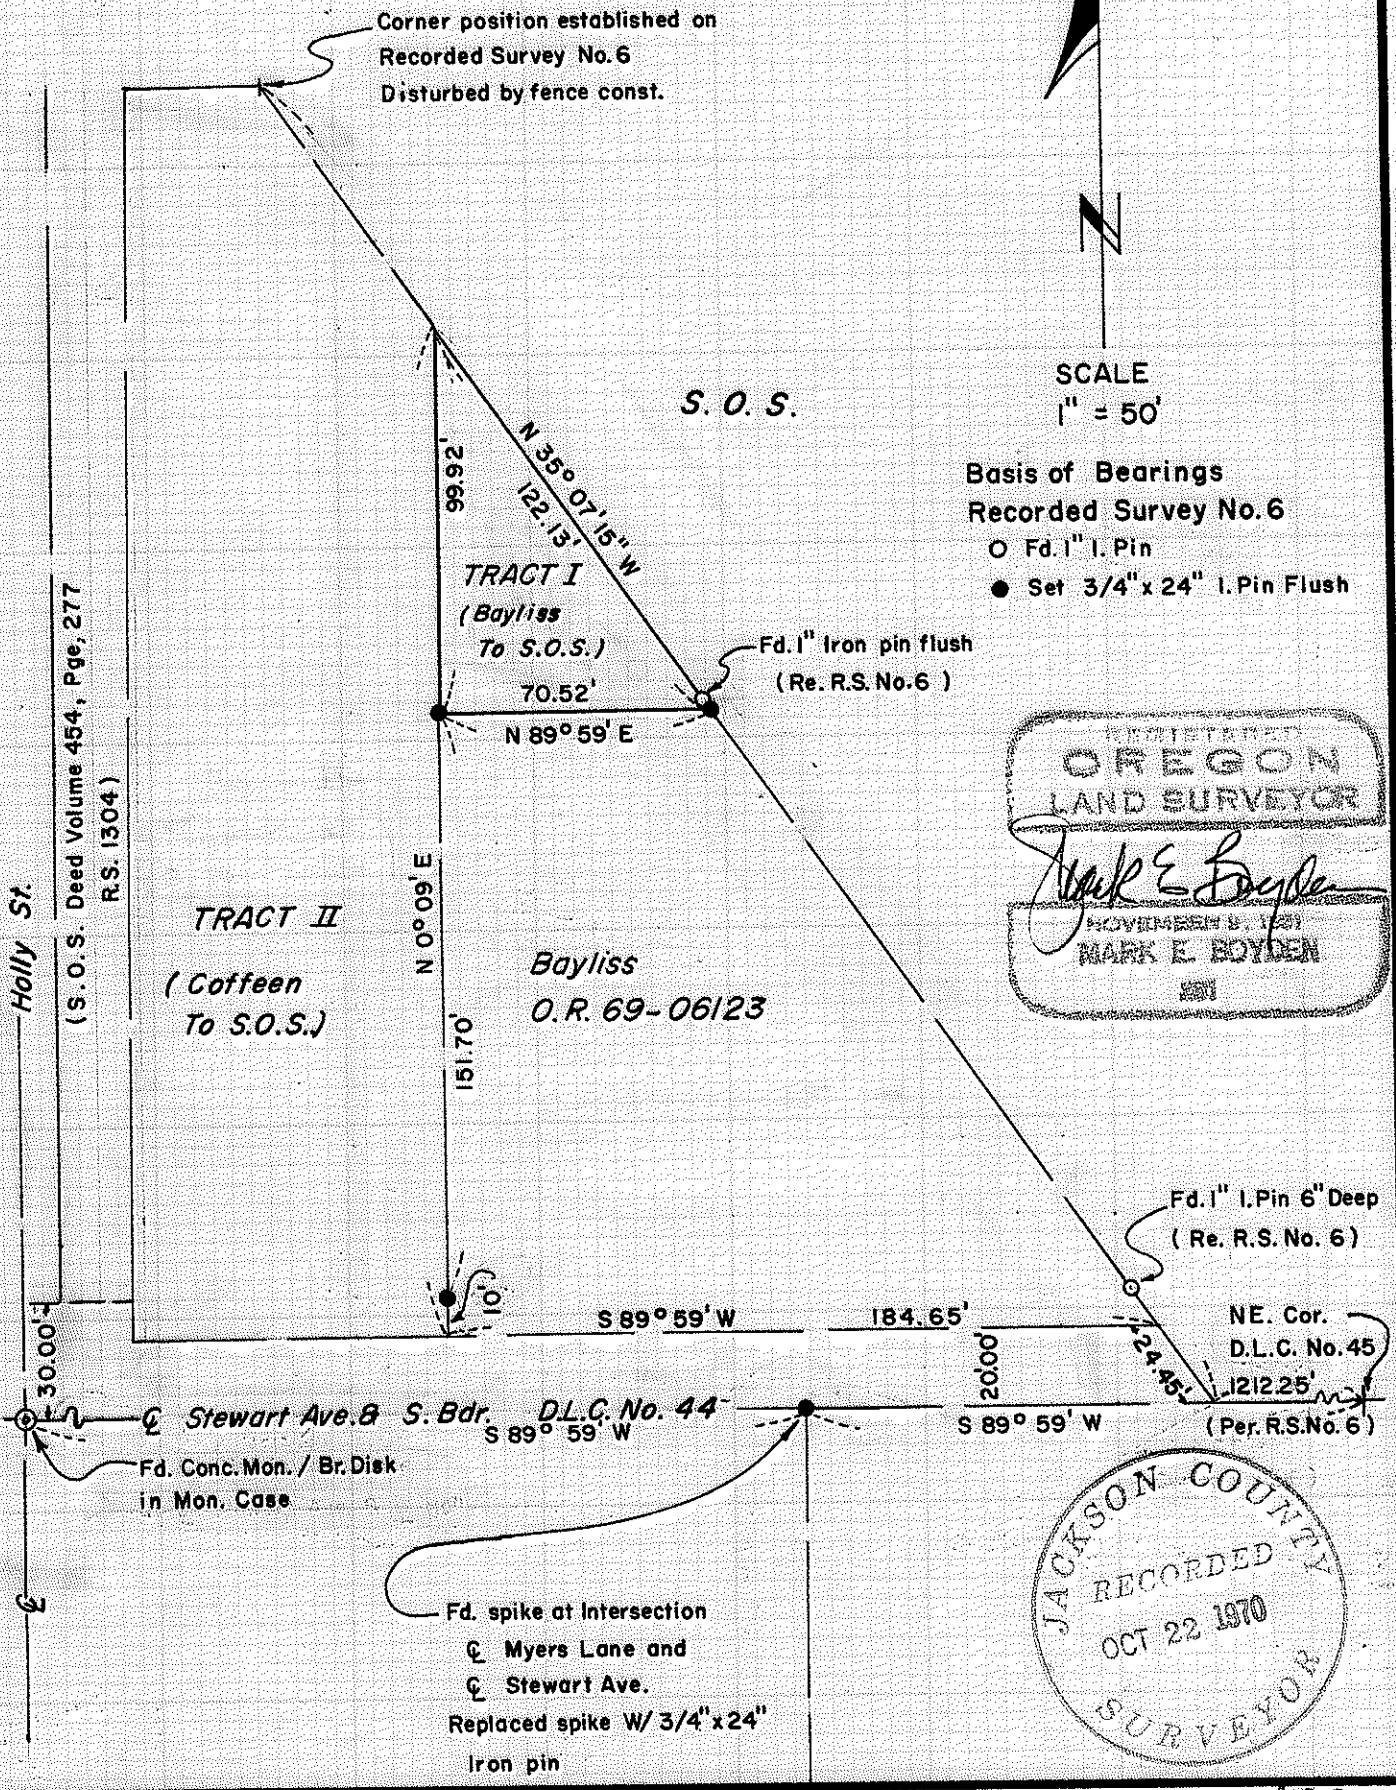 Corner position established on
Recorded Survey No. 6
Disturbed by fence const.
N
SCALE
1" = 50'
S. O. S.
Basis of Bearings
Recorded Survey No. 6
Fd. 1" I. Pin
Set 3/4" x 24" I. Pin Flush
99.92'
N 35° 07' 15" W
122.13'
TRACT I
(Bayliss
To S.O.S.)
70.52'
N 89° 59' E
Fd. 1" Iron pin flush
(Re. R.S. No. 6)
Holly St.
(S. O. S. Deed Volume 454, Pge, 277
R.S. 1304)
TRACT II
(Coffeen
To S.O.S.)
N 0° 09' E
151.70'
Bayliss
O.R. 69-06123
REGISTERED
OREGON
LAND SURVEYOR
Mark E Boyden
MARK E. BOYDEN
Fd. 1" I. Pin 6" Deep
(Re. R.S. No. 6)
10'
S 89° 59' W
184.65'
NE. Cor.
D.L.C. No. 45
1212.25'
(Per. R.S. No. 6)
30.00'
20.00'
24.45'
℄ Stewart Ave. & S. Bdr. D.L.C. No. 44
S 89° 59' W
S 89° 59' W
Fd. Conc. Mon. / Br. Disk
in Mon. Case
℄
Fd. spike at Intersection
℄ Myers Lane and
℄ Stewart Ave.
Replaced spike W/ 3/4" x 24"
Iron pin
JACKSON COUNTY
RECORDED
OCT 22 1970
SURVEYOR